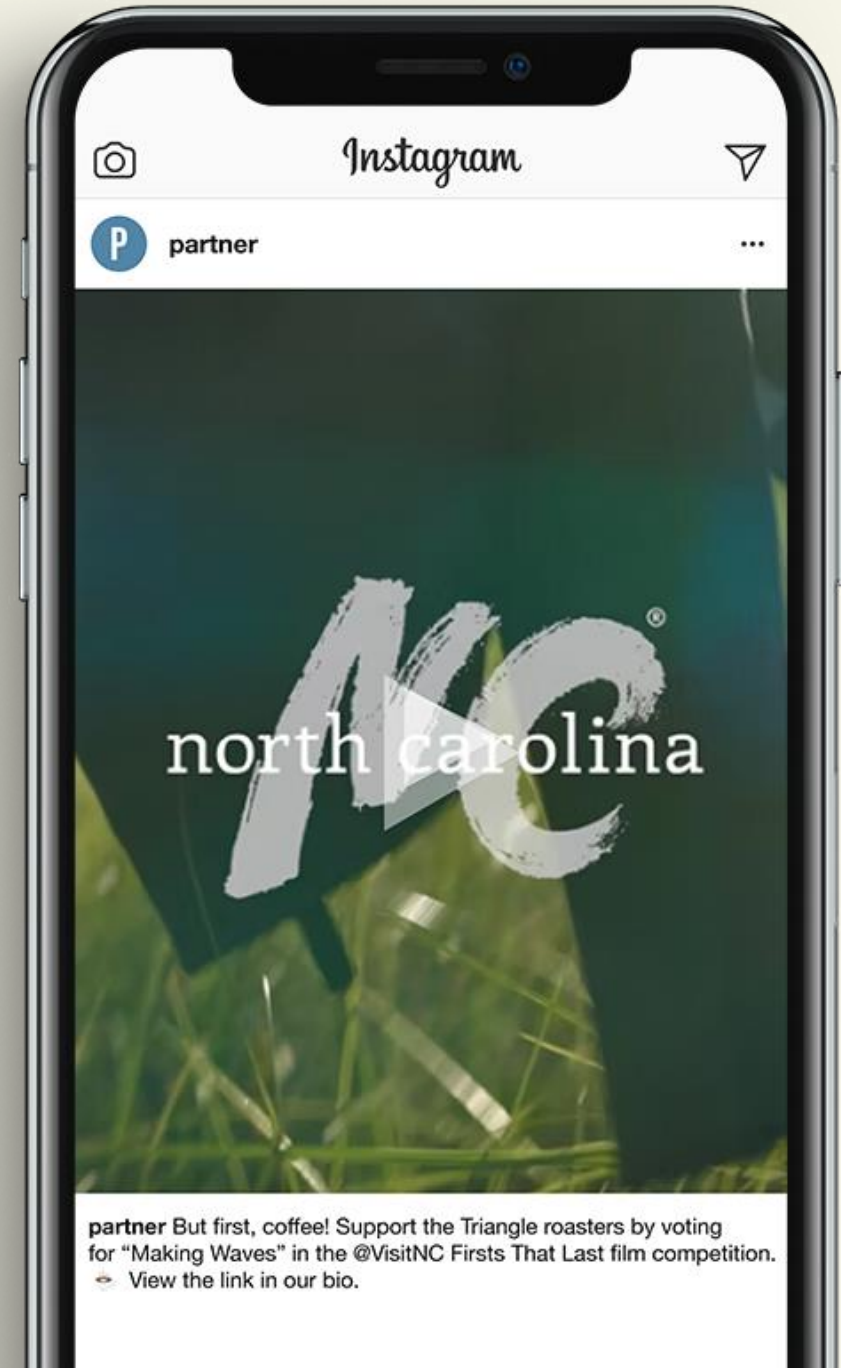 Instagram
P partner
NC®
north carolina
partner But first, coffee! Support the Triangle roasters by voting
for “Making Waves” in the @VisitNC Firsts That Last film competition.
☕ View the link in our bio.